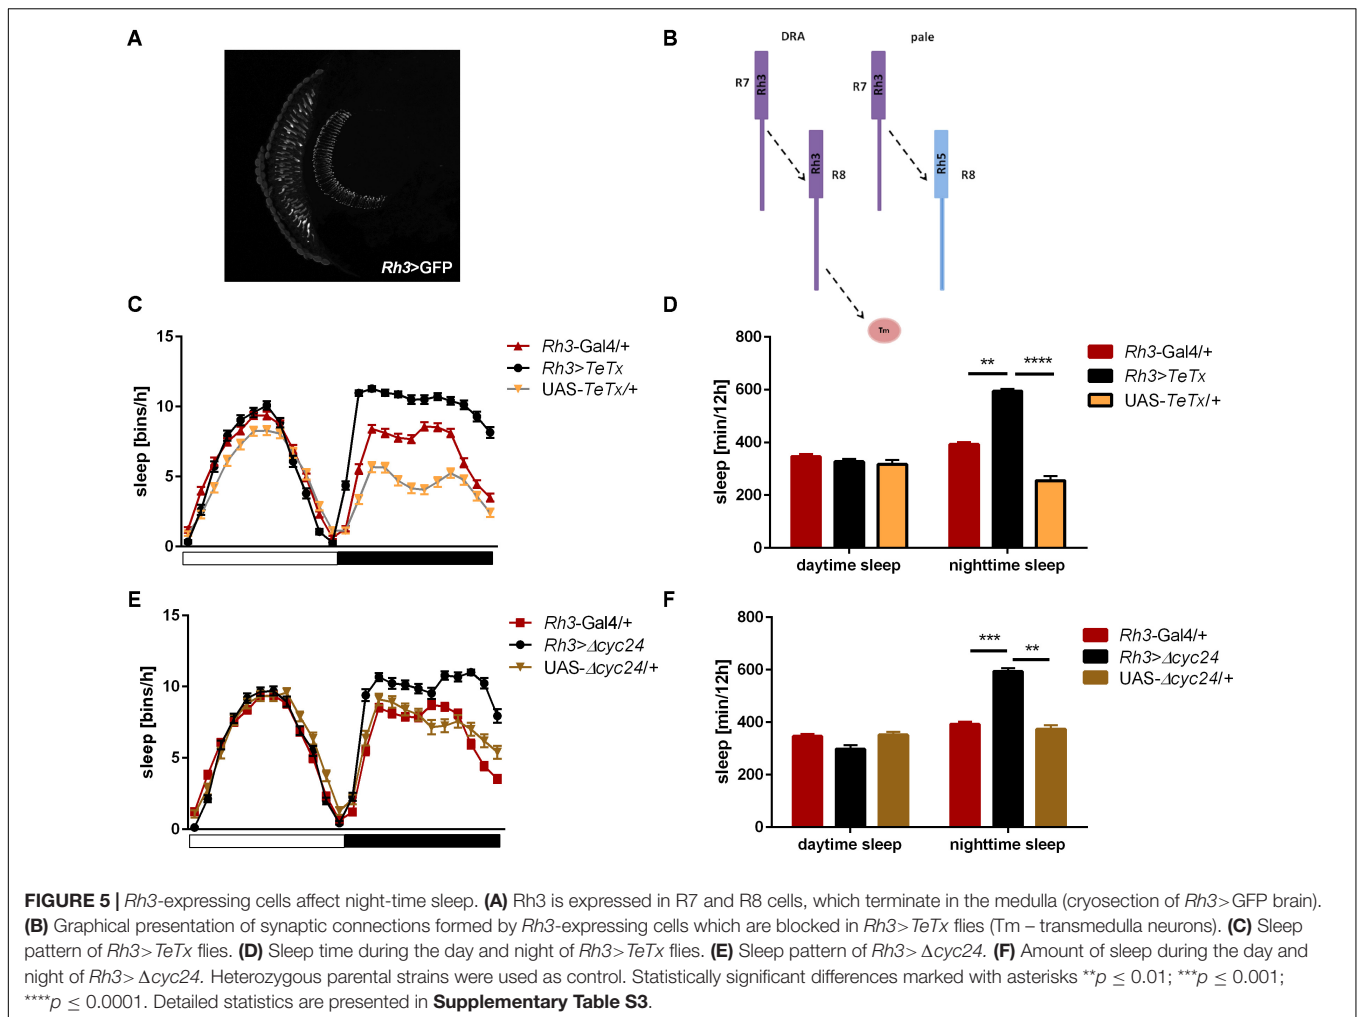 A
Rh3>GFP
B
DRA
pale
R7
Rh3
R7
Rh3
Rh3
R8
Rh5
R8
Tm
C
15
10
5
0
sleep [bins/h]
Rh3-Gal4/+
Rh3>TeTx
UAS-TeTx/+
D
800
600
400
200
0
sleep [min/12h]
**
****
daytime sleep
nighttime sleep
Rh3-Gal4/+
Rh3>TeTx
UAS-TeTx/+
E
15
10
5
0
sleep [bins/h]
Rh3-Gal4/+
Rh3>Δcyc24
UAS-Δcyc24/+
F
800
600
400
200
0
sleep [min/12h]
***
**
daytime sleep
nighttime sleep
Rh3-Gal4/+
Rh3>Δcyc24
UAS-Δcyc24/+
FIGURE 5 | Rh3-expressing cells affect night-time sleep. (A) Rh3 is expressed in R7 and R8 cells, which terminate in the medulla (cryosection of Rh3>GFP brain).
(B) Graphical presentation of synaptic connections formed by Rh3-expressing cells which are blocked in Rh3>TeTx flies (Tm – transmedulla neurons). (C) Sleep
pattern of Rh3>TeTx flies. (D) Sleep time during the day and night of Rh3>TeTx flies. (E) Sleep pattern of Rh3> Δcyc24. (F) Amount of sleep during the day and
night of Rh3> Δcyc24. Heterozygous parental strains were used as control. Statistically significant differences marked with asterisks **p ≤ 0.01; ***p ≤ 0.001;
****p ≤ 0.0001. Detailed statistics are presented in Supplementary Table S3.